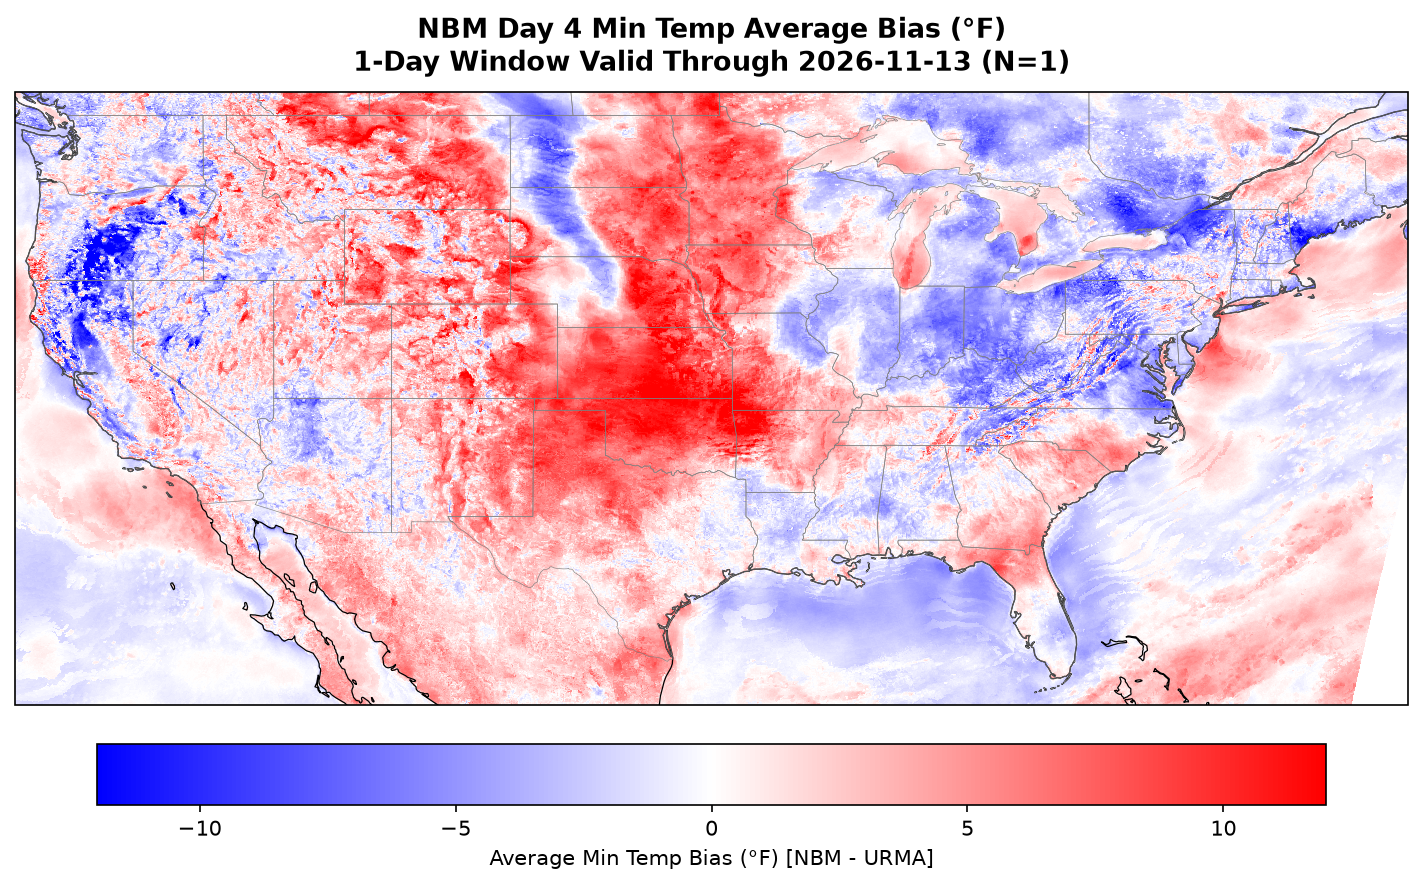 NBM Day 4 Min Temp Average Bias (°F)
1-Day Window Valid Through 2026-11-13 (N=1)
−10 −5 0 5 10
Average Min Temp Bias (°F) [NBM - URMA]